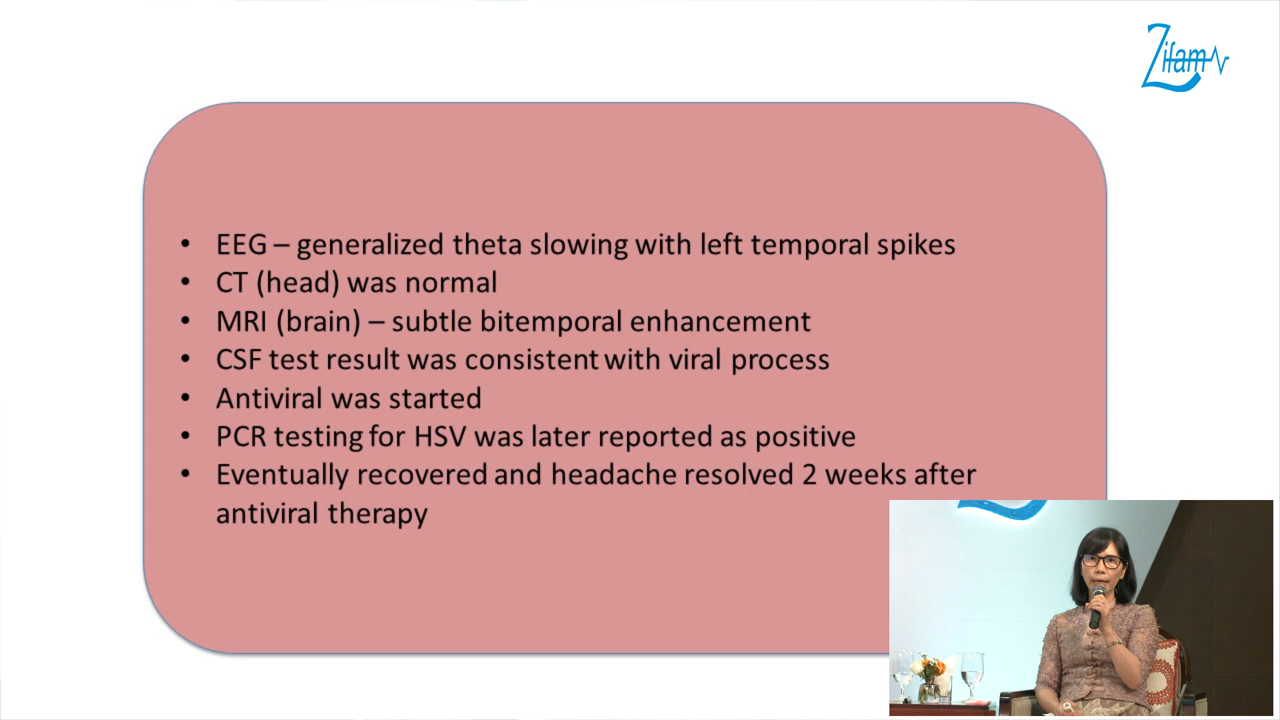 Zifam
• EEG – generalized theta slowing with left temporal spikes
• CT (head) was normal
• MRI (brain) – subtle bitemporal enhancement
• CSF test result was consistent with viral process
• Antiviral was started
• PCR testing for HSV was later reported as positive
• Eventually recovered and headache resolved 2 weeks after
antiviral therapy